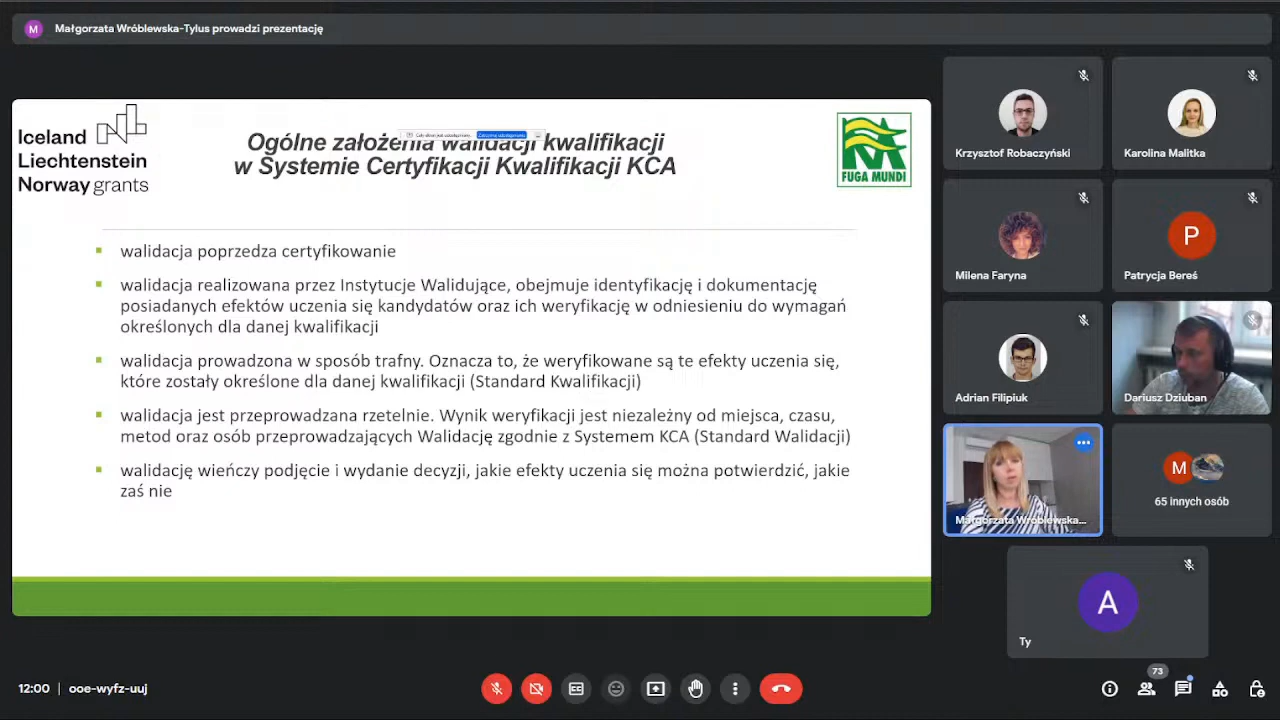 M
Małgorzata Wróblewska-Tylus prowadzi prezentację
Iceland
Liechtenstein
Norway grants
Ogólne założenia walidacji kwalifikacji
w Systemie Certyfikacji Kwalifikacji KCA
FUGA MUNDI
walidacja poprzedza certyfikowanie
walidacja realizowana przez Instytucje Walidujące, obejmuje identyfikację i dokumentację
posiadanych efektów uczenia się kandydatów oraz ich weryfikację w odniesieniu do wymagań
określonych dla danej kwalifikacji
walidacja prowadzona w sposób trafny. Oznacza to, że weryfikowane są te efekty uczenia się,
które zostały określone dla danej kwalifikacji (Standard Kwalifikacji)
walidacja jest przeprowadzana rzetelnie. Wynik weryfikacji jest niezależny od miejsca, czasu,
metod oraz osób przeprowadzających Walidację zgodnie z Systemem KCA (Standard Walidacji)
walidację wieńczy podjęcie i wydanie decyzji, jakie efekty uczenia się można potwierdzić, jakie
zaś nie
Krzysztof Robaczyński
Karolina Malitka
Milena Faryna
P
Patrycja Bereś
Adrian Filipiuk
Dariusz Dziuban
Małgorzata Wróblewska...
M
65 innych osób
A
Ty
12:00 | ooe-wyfz-uuj
73